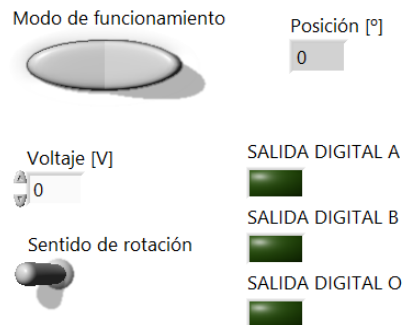 Modo de funcionamiento
Posición [º]
0
Voltaje [V]
0
SALIDA DIGITAL A
SALIDA DIGITAL B
Sentido de rotación
SALIDA DIGITAL O